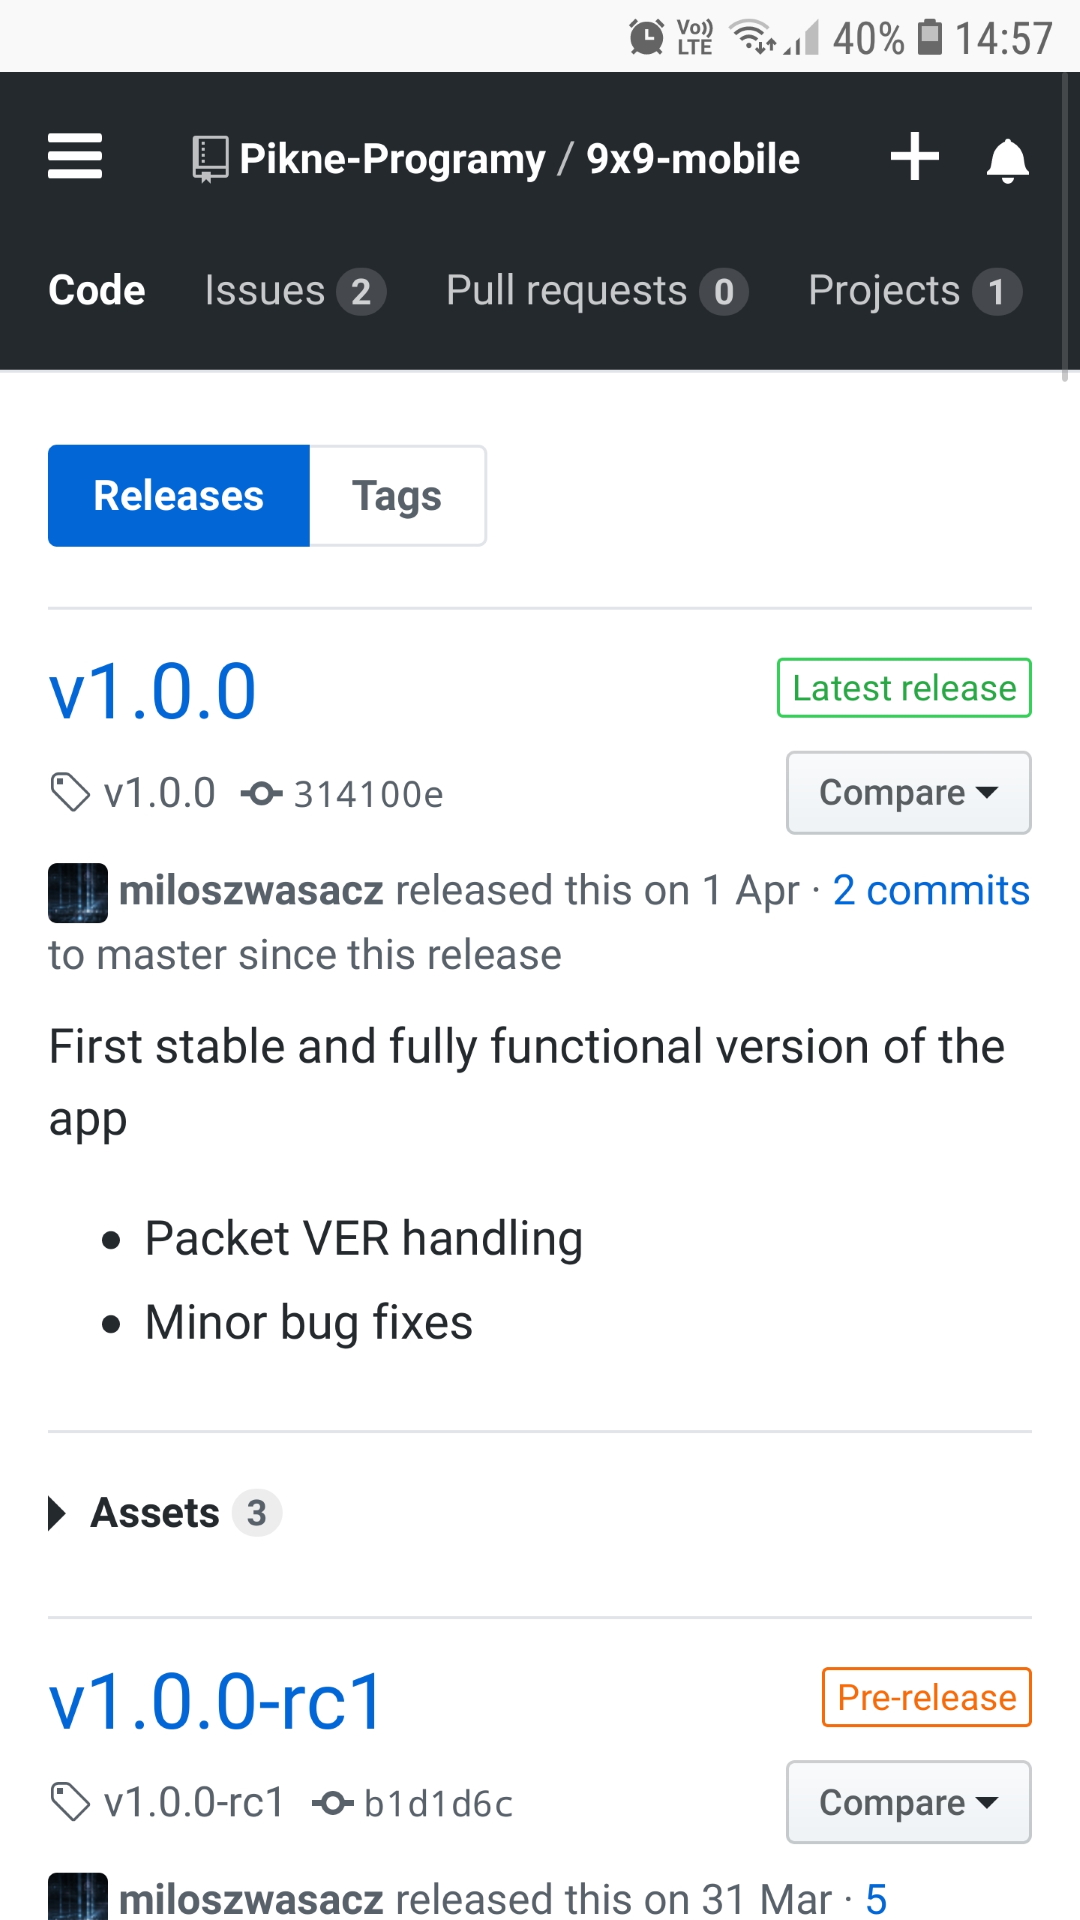 Vo)) LTE 40% 14:57
Pikne-Programy / 9x9-mobile
Code Issues 2 Pull requests 0 Projects 1
Releases Tags
v1.0.0 Latest release
v1.0.0 314100e Compare
miloszwasacz released this on 1 Apr · 2 commits
to master since this release
First stable and fully functional version of the
app
• Packet VER handling
• Minor bug fixes
Assets 3
v1.0.0-rc1 Pre-release
v1.0.0-rc1 b1d1d6c Compare
miloszwasacz released this on 31 Mar · 5